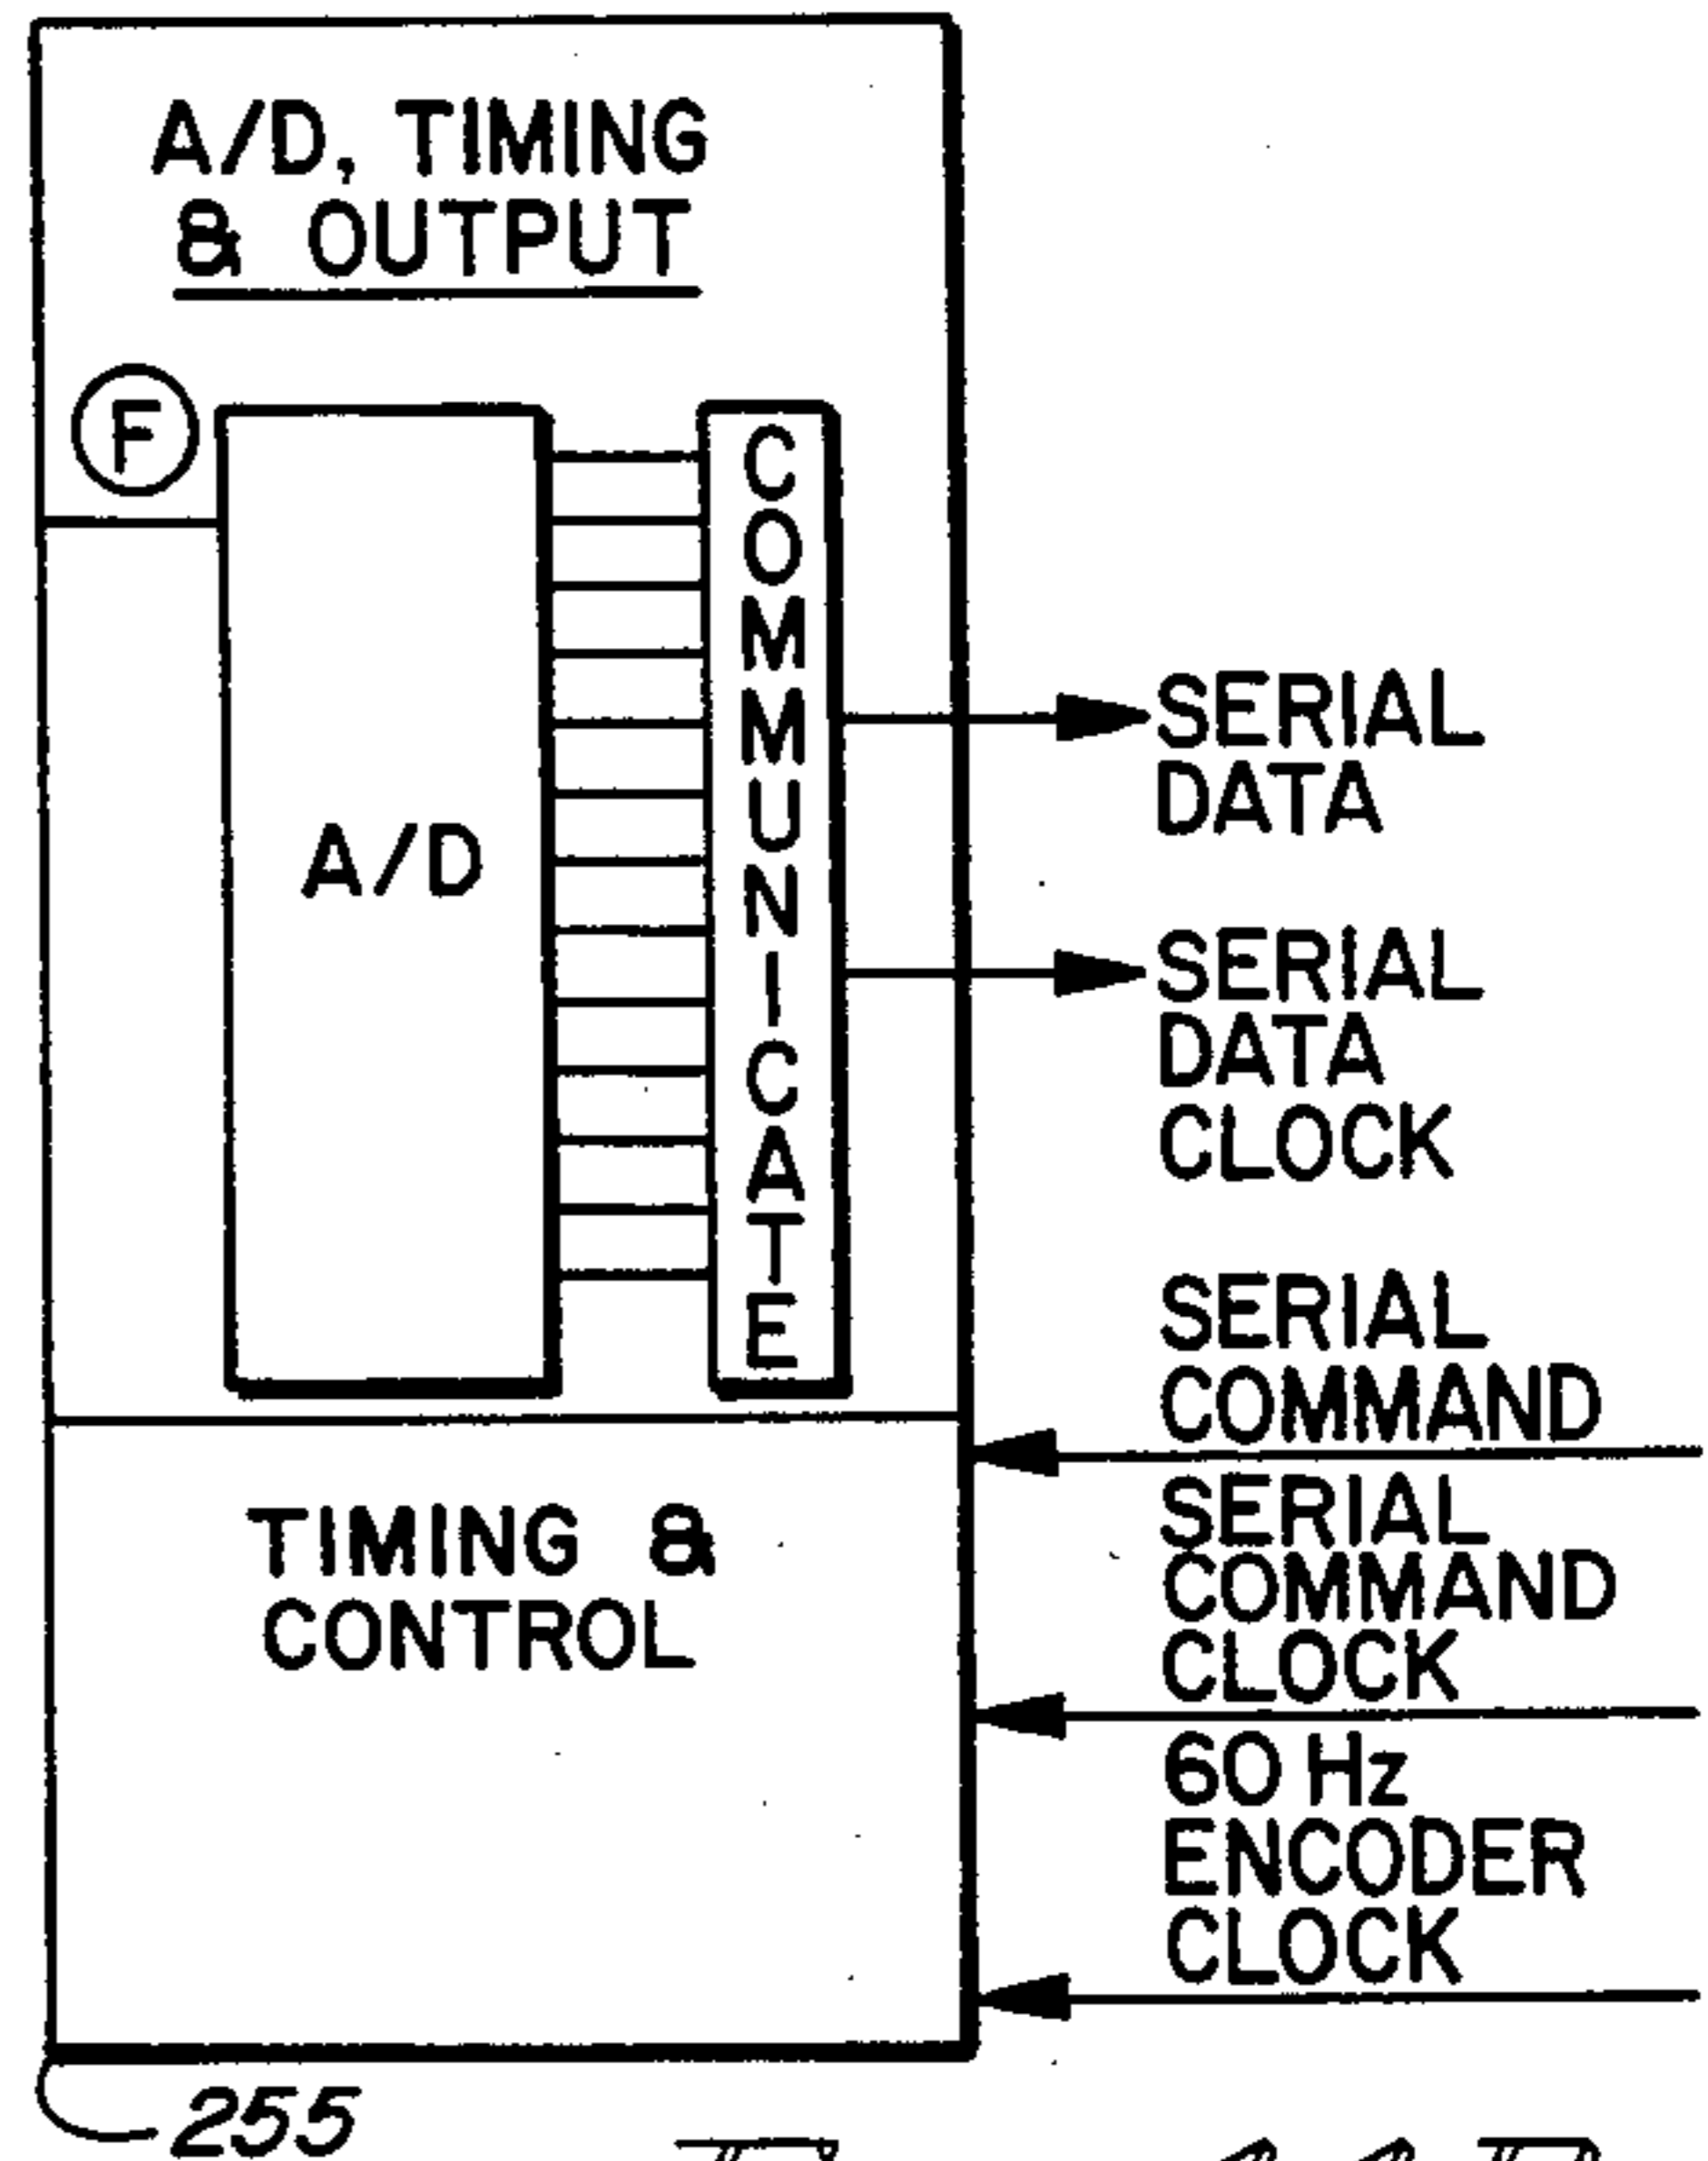 A/D, TIMING
& OUTPUT
F
A/D
COMMUNICATE
SERIAL
DATA
SERIAL
DATA
CLOCK
SERIAL
COMMAND
SERIAL
COMMAND
CLOCK
60 Hz
ENCODER
CLOCK
TIMING &
CONTROL
255